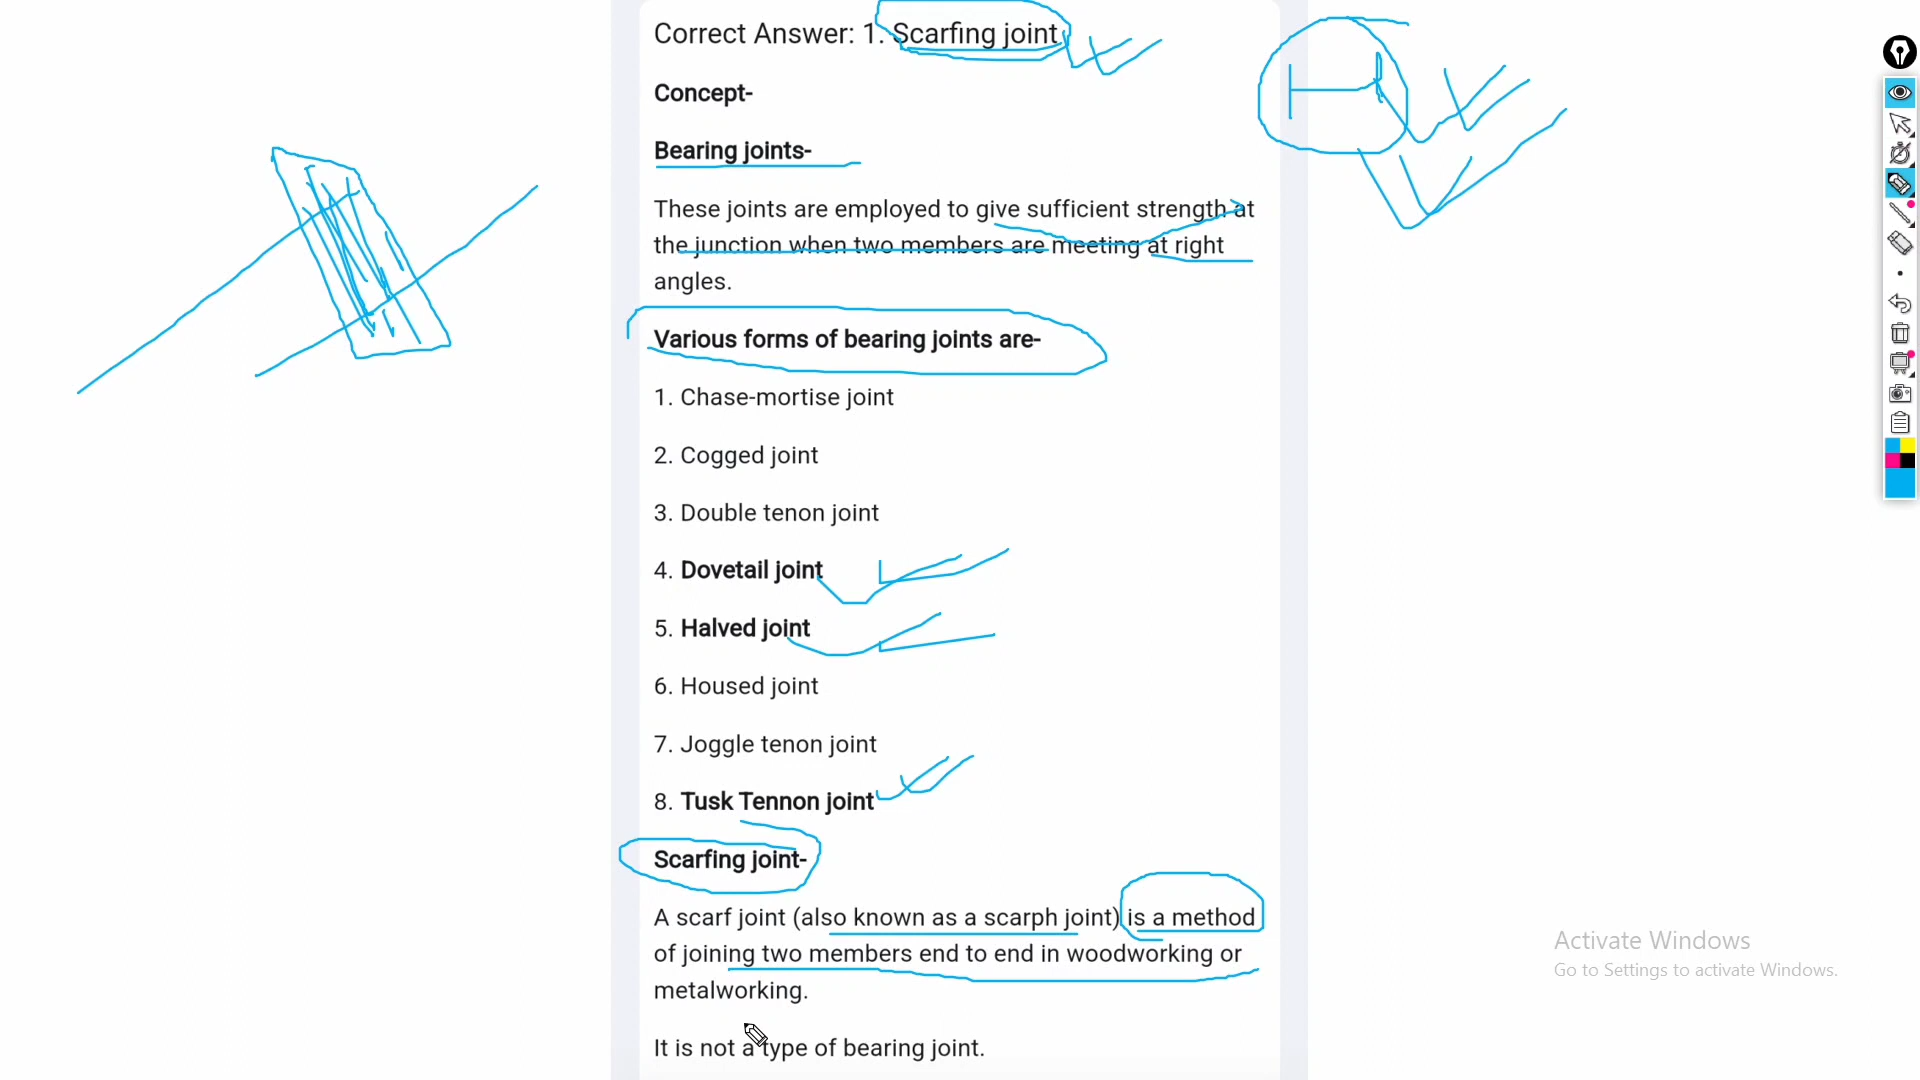 Correct Answer: 1. Scarfing joint
Concept-
Bearing joints-
These joints are employed to give sufficient strength at
the junction when two members are meeting at right
angles.
Various forms of bearing joints are-
1. Chase-mortise joint
2. Cogged joint
3. Double tenon joint
4. Dovetail joint
5. Halved joint
6. Housed joint
7. Joggle tenon joint
8. Tusk Tennon joint
Scarfing joint-
A scarf joint (also known as a scarph joint) is a method
of joining two members end to end in woodworking or
metalworking.
It is not a type of bearing joint.
Activate Windows
Go to Settings to activate Windows.